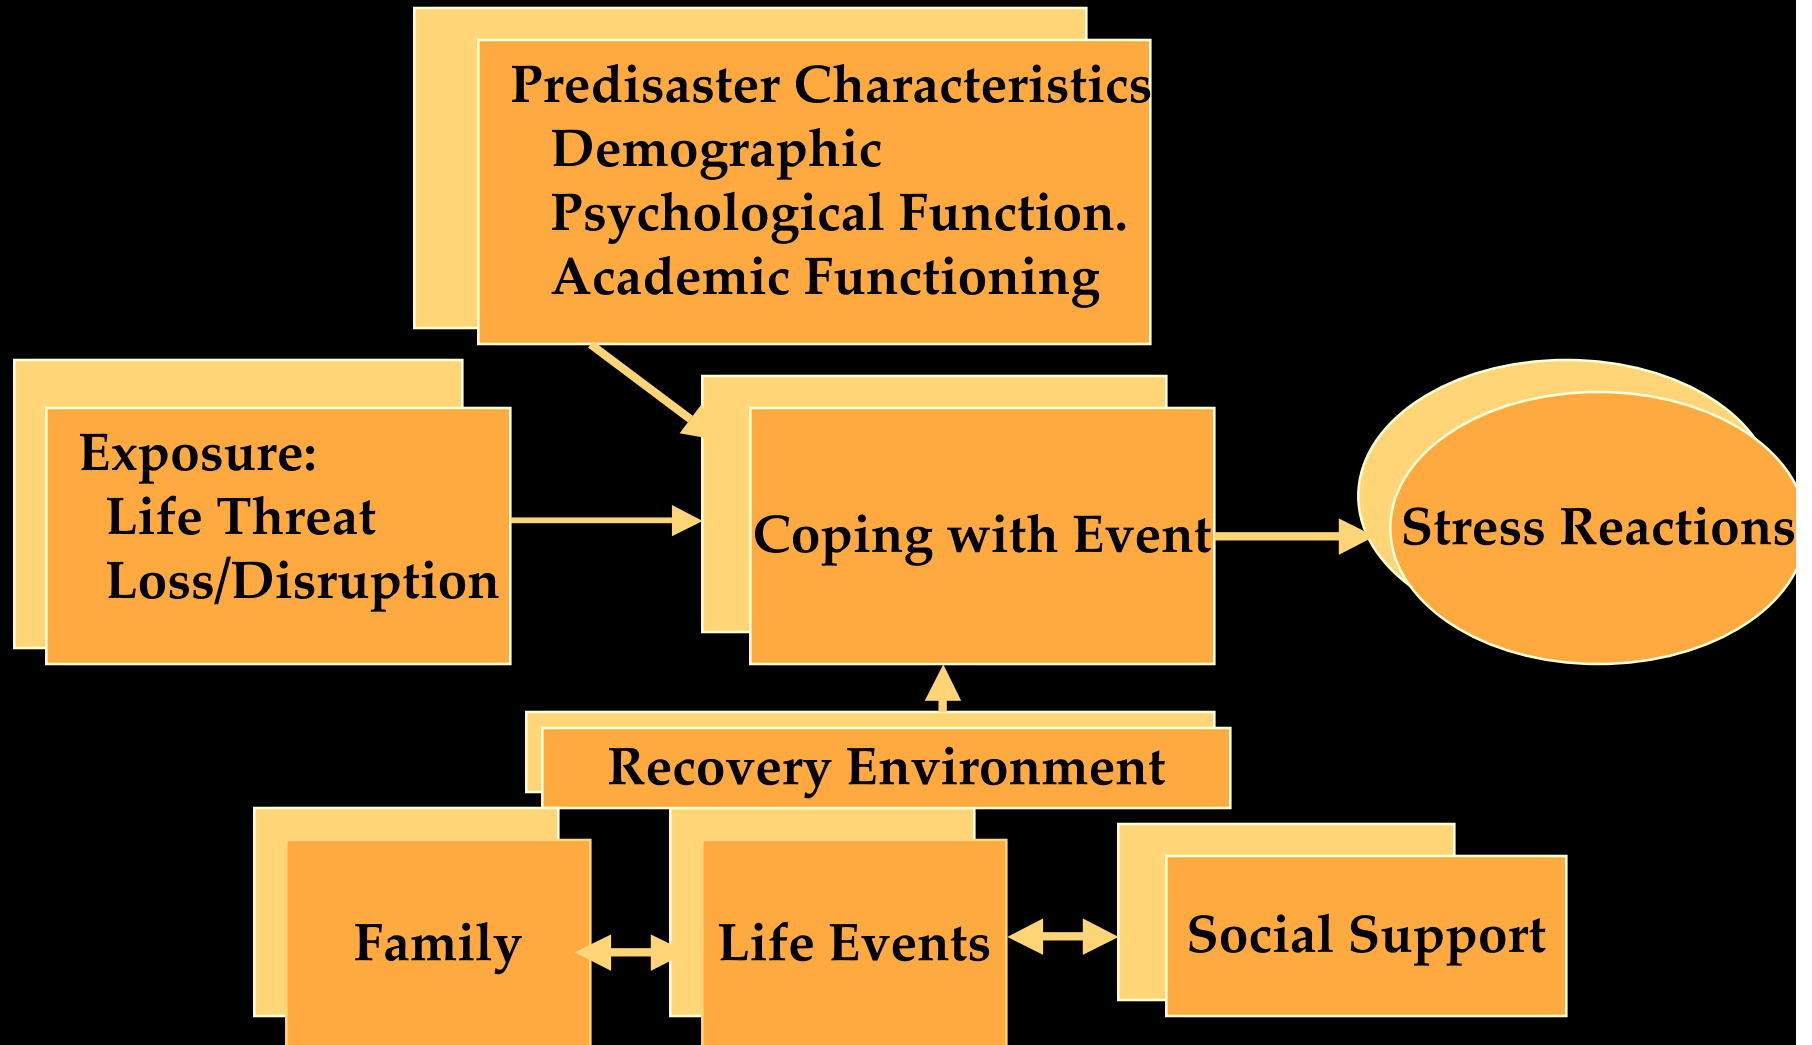 Predisaster Characteristics
Demographic
Psychological Function.
Academic Functioning
Exposure:
Life Threat
Loss/Disruption
Coping with Event
Stress Reactions
Recovery Environment
Family
Life Events
Social Support